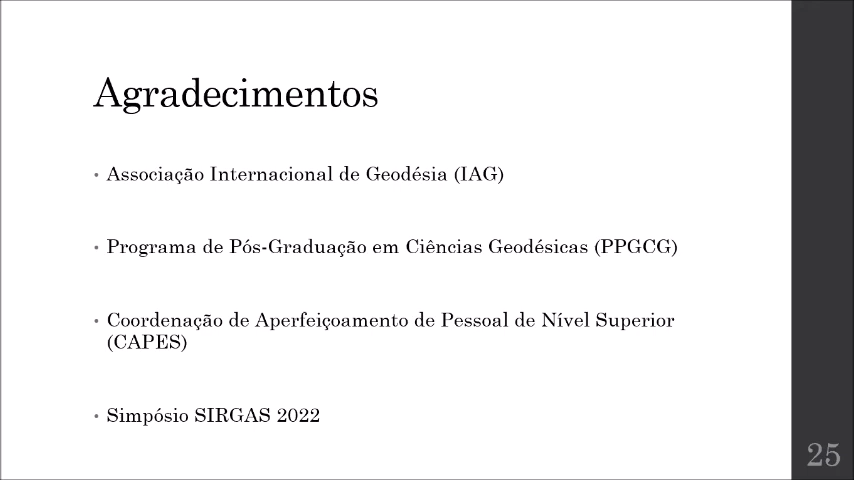 Agradecimentos
• Associação Internacional de Geodésia (IAG)
• Programa de Pós-Graduação em Ciências Geodésicas (PPGCG)
• Coordenação de Aperfeiçoamento de Pessoal de Nível Superior
(CAPES)
• Simpósio SIRGAS 2022
25